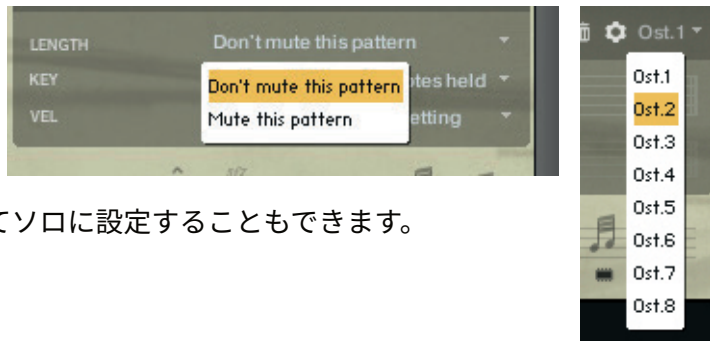 LENGTH Don't mute this pattern
KEY otes held
Don't mute this pattern
VEL etting
Mute this pattern
てソロに設定することもできます。
Ost.1
Ost.1
Ost.2
Ost.3
Ost.4
Ost.5
Ost.6
Ost.7
Ost.8